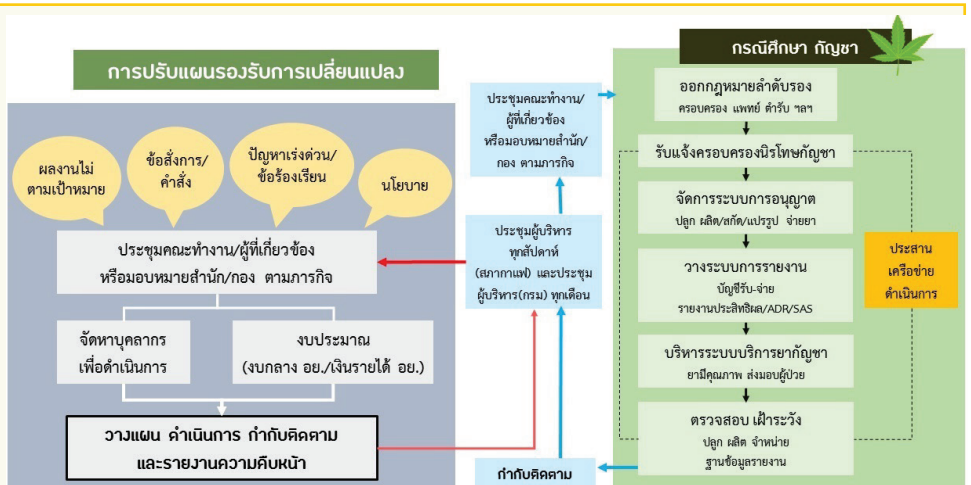 การปรับแผนรองรับการเปลี่ยนแปลง
ผลงานไม่
ตามเป้าหมาย
ข้อสั่งการ/
คำสั่ง
ปัญหาเร่งด่วน/
ข้อร้องเรียน
นโยบาย
ประชุมคณะทำงาน/ผู้ที่เกี่ยวข้อง
หรือมอบหมายสำนัก/กอง ตามภารกิจ
จัดหาบุคลากร
เพื่อดำเนินการ
งบประมาณ
(งบกลาง อย./เงินรายได้ อย.)
วางแผน ดำเนินการ กำกับติดตาม
และรายงานความคืบหน้า
ประชุมคณะทำงาน/
ผู้ที่เกี่ยวข้อง
หรือมอบหมายสำนัก/
กอง ตามภารกิจ
ประชุมผู้บริหาร
ทุกสัปดาห์
(สภากาแฟ) และประชุม
ผู้บริหาร(กรม) ทุกเดือน
กำกับติดตาม
กรณีศึกษา กัญชา
ออกกฎหมายลำดับรอง
ครอบครอง แพทย์ ตำรับ ฯลฯ
รับแจ้งครอบครองนิรโทษกัญชา
จัดการระบบการอนุญาต
ปลูก ผลิต/สกัด/แปรรูป จ่ายยา
วางระบบการรายงาน
บัญชีรับ-จ่าย
รายงานประสิทธิผล/ADR/SAS
บริหารระบบบริการยากัญชา
ยามีคุณภาพ ส่งมอบผู้ป่วย
ตรวจสอบ เฝ้าระวัง
ปลูก ผลิต จำหน่าย
ฐานข้อมูลรายงาน
ประสาน
เครือข่าย
ดำเนินการ